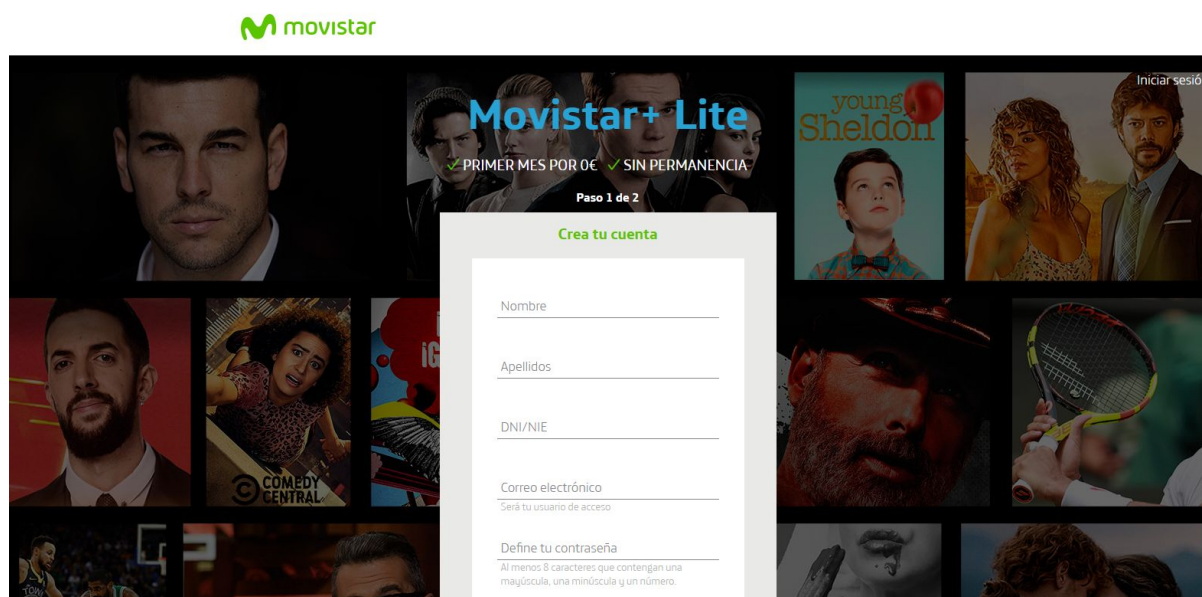 movistar
Iniciar sesió
Movistar+ Lite
PRIMER MES POR 0€ SIN PERMANENCIA
Paso 1 de 2
Crea tu cuenta
young
Sheldon
Nombre
Apellidos
iG
DNI/NIE
COMEDY
CENTRAL
Correo electrónico
Será tu usuario de acceso
Define tu contraseña
Al menos 8 caracteres que contengan una
mayúscula, una minúscula y un número.